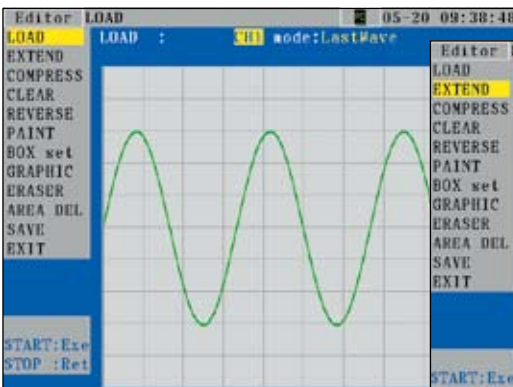 Editor LOAD 05-20 09:38:48
LOAD : CH1 mode:LastWave
LOAD
EXTEND
COMPRESS
CLEAR
REVERSE
PAINT
BOX set
GRAPHIC
ERASER
AREA DEL
SAVE
EXIT
START:Exe
STOP :Ret
Editor
LOAD
EXTEND
COMPRESS
CLEAR
REVERSE
PAINT
BOX set
GRAPHIC
ERASER
AREA DEL
SAVE
EXIT
START:Exe